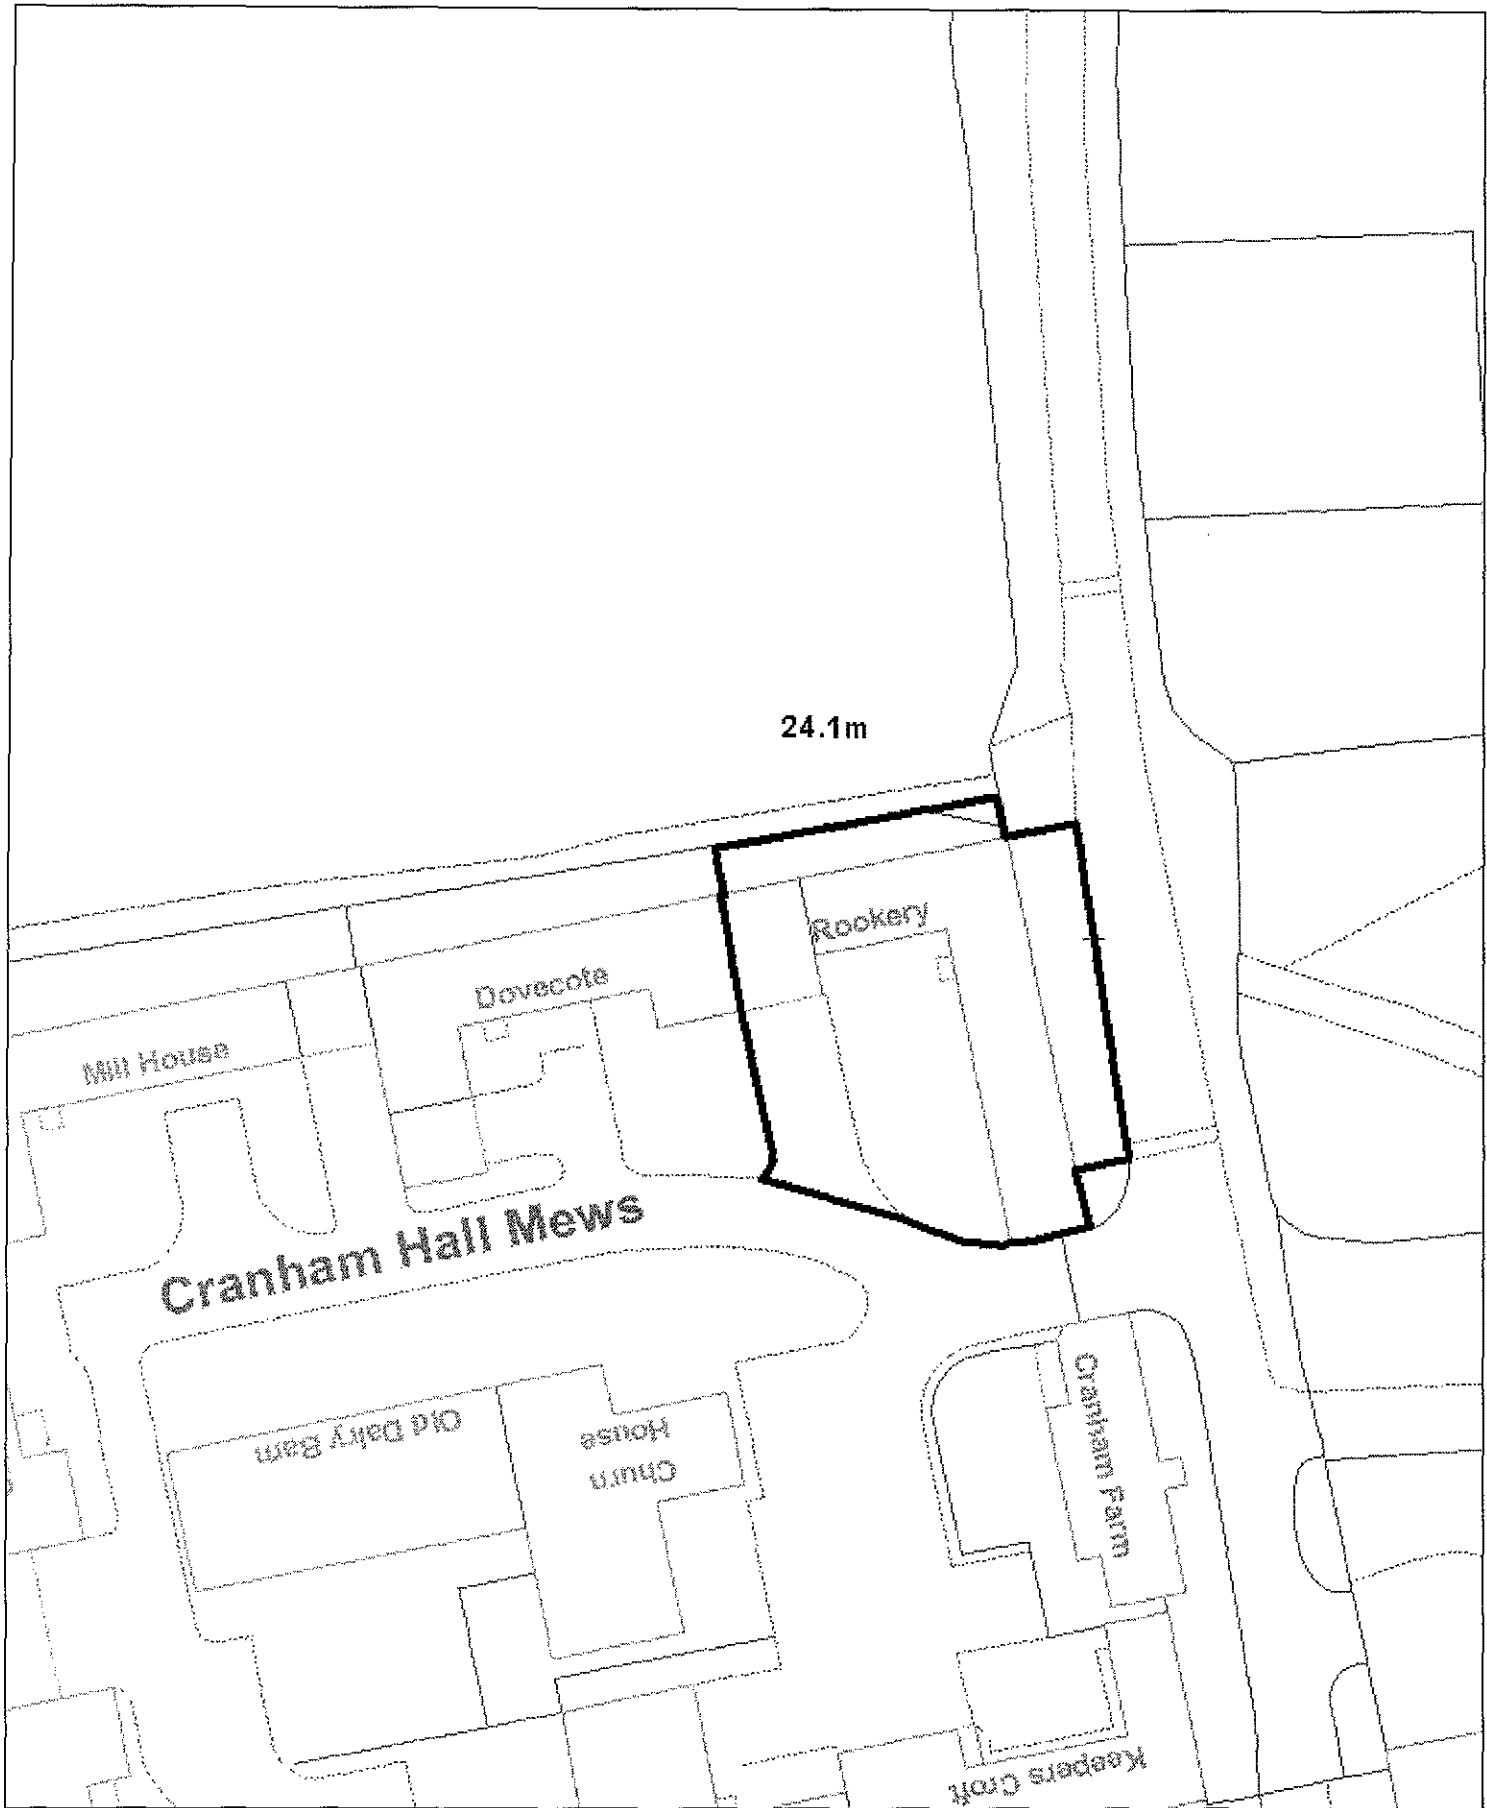 24.1m
Rookery
Dovecote
Mill House
Cranham Hall Mews
Cranham Farm
Old Dairy Barn
House
Churn
Keepers Croft